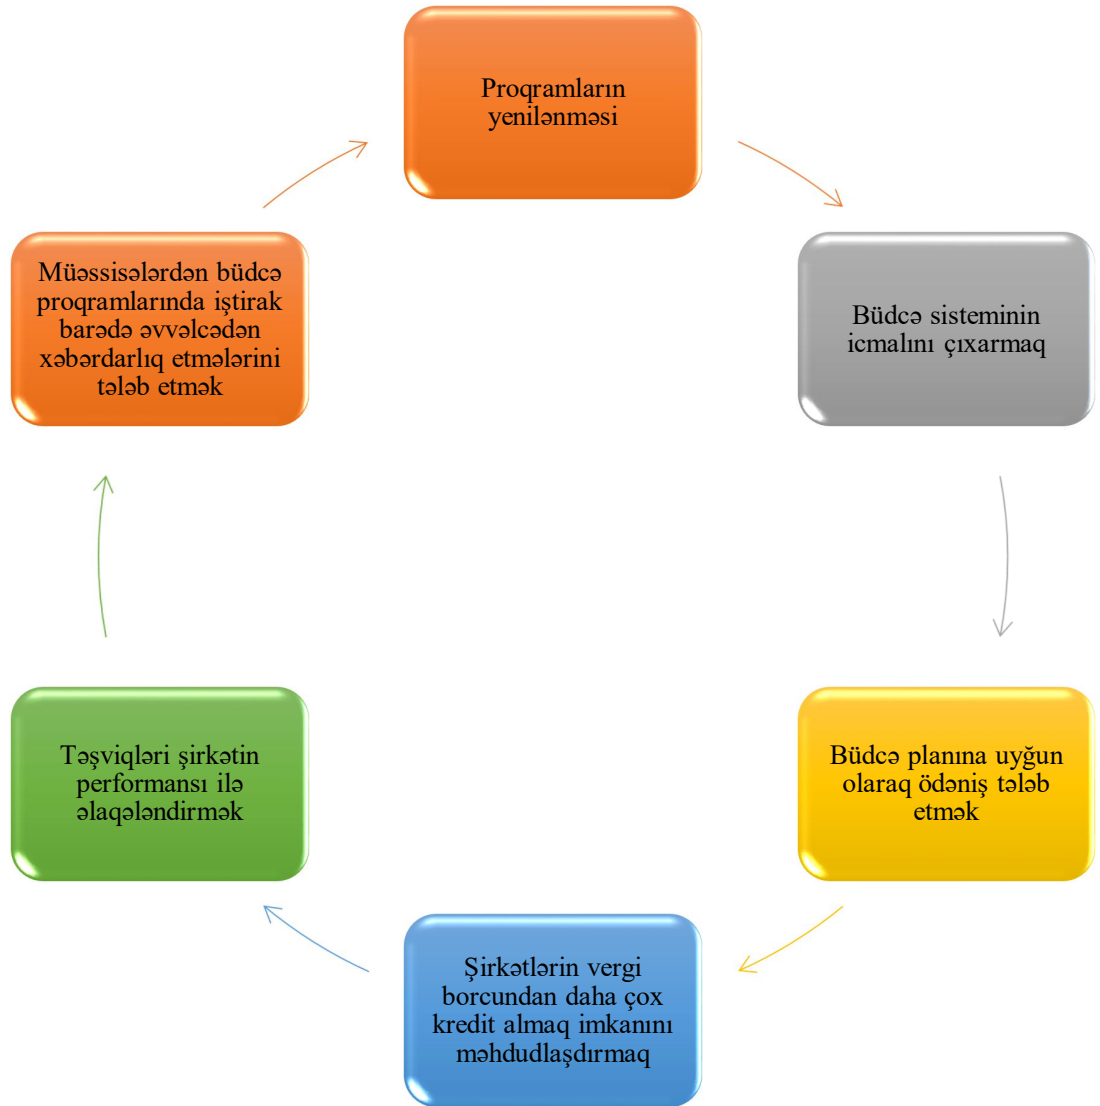 Proqramların
yenilənməsi
Büdcə sisteminin
icmalını çıxarmaq
Büdcə planına uyğun
olaraq ödəniş tələb
etmək
Şirkətlərin vergi
borcundan daha çox
kredit almaq imkanını
məhdudlaşdırmaq
Təşviqləri şirkətin
performansı ilə
əlaqələndirmək
Müəssisələrdən büdcə
proqramlarında iştirak
barədə əvvəlcədən
xəbərdarlıq etmələrini
tələb etmək